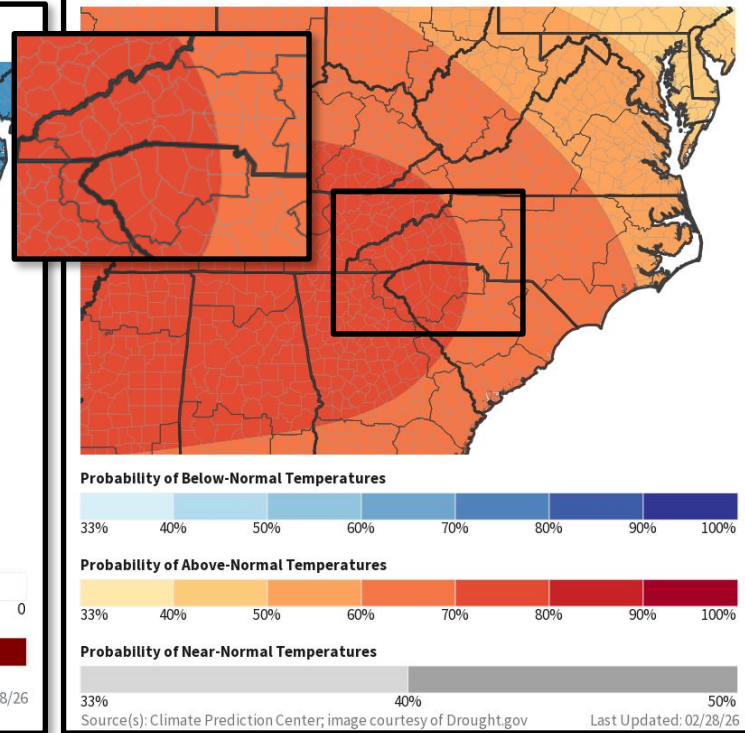 Probability of Below-Normal Temperatures
33% 40% 50% 60% 70% 80% 90% 100%
Probability of Above-Normal Temperatures
33% 40% 50% 60% 70% 80% 90% 100%
0
Probability of Near-Normal Temperatures
33% 40% 50%
8/26
Source(s): Climate Prediction Center; image courtesy of Drought.gov Last Updated: 02/28/26